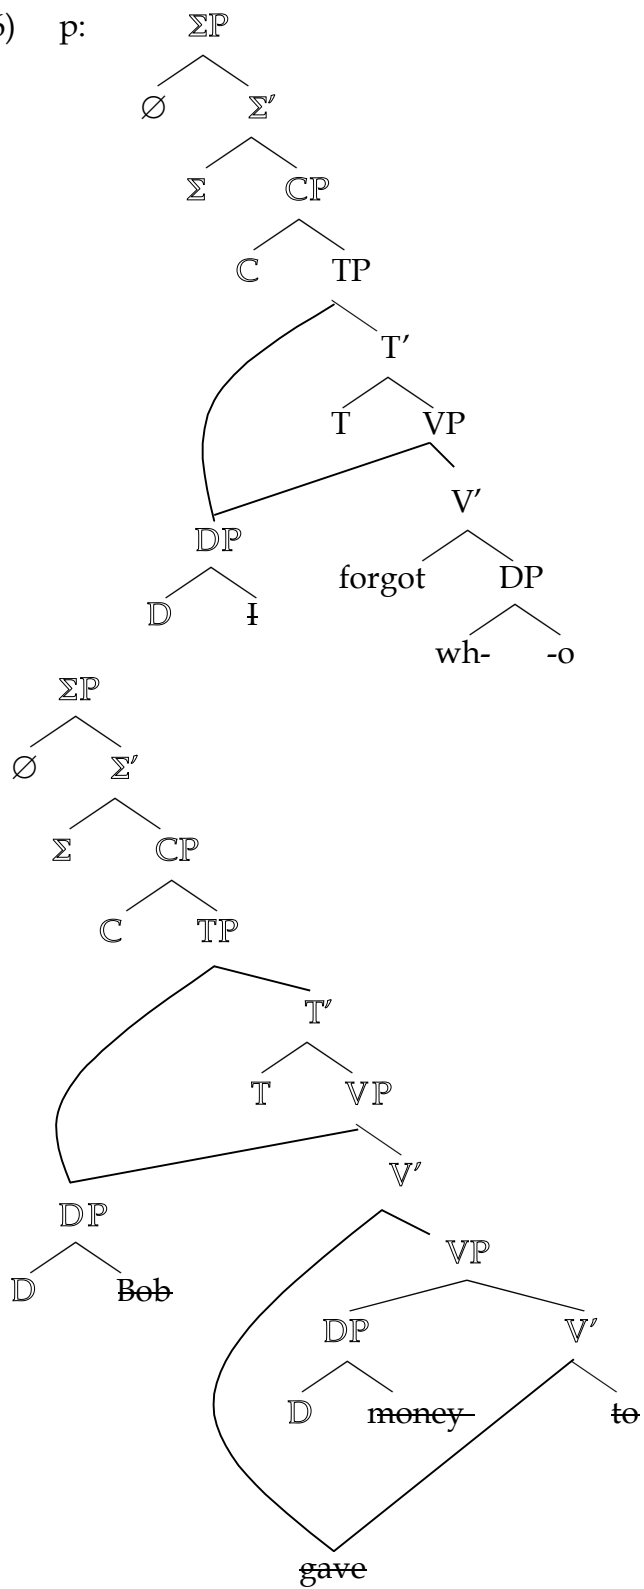 6) p: ΣP
∅ Σ′
Σ CP
C TP
T′
T VP
V′
DP
forgot DP
D I
wh- -o
ΣP
∅ Σ′
Σ CP
C TP
T′
T VP
V′
DP
VP
D Bob
DP V′
D money to
gave